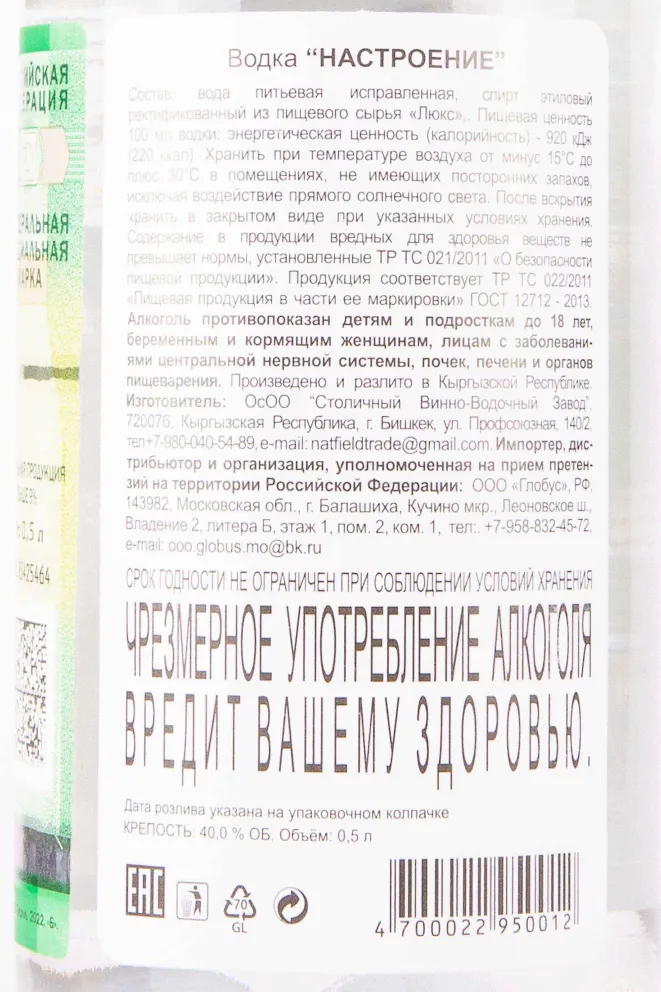 Водка “НАСТРОЕНИЕ”
Состав: вода питьевая исправленная, спирт этиловый
ректификованный из пищевого сырья «Люкс». Пищевая ценность
100 мл водки: энергетическая ценность (калорийность) - 920 кДж
(220 ккал). Хранить при температуре воздуха от минус 15°С до
плюс 30°С в помещениях, не имеющих посторонних запахов,
исключая воздействие прямого солнечного света. После вскрытия
хранить в закрытом виде при указанных условиях хранения.
Содержание в продукции вредных для здоровья веществ не
превышает нормы, установленные ТР ТС 021/2011 «О безопасности
пищевой продукции». Продукция соответствует ТР ТС 022/2011
«Пищевая продукция в части ее маркировки» ГОСТ 12712 - 2013.
Алкоголь противопоказан детям и подросткам до 18 лет,
беременным и кормящим женщинам, лицам с заболевани-
ями центральной нервной системы, почек, печени и органов
пищеварения. Произведено и разлито в Кыргызской Республике.
Изготовитель: ОсОО “Столичный Винно-Водочный Завод”,
720076, Кыргызская Республика, г. Бишкек, ул. Профсоюзная, 140/2,
тел+7-980-040-54-89, e-mail: natfieldtrade@gmail.com. Импортер, дис-
трибьютор и организация, уполномоченная на прием претен-
зий на территории Российской Федерации: ООО «Глобус», РФ,
143982, Московская обл., г. Балашиха, Кучино мкр., Леоновское ш.,
Владение 2, литера Б, этаж 1, пом. 2, ком. 1, тел:. +7-958-832-45-72,
e-mail: ooo.globus.mo@bk.ru
СРОК ГОДНОСТИ НЕ ОГРАНИЧЕН ПРИ СОБЛЮДЕНИИ УСЛОВИЙ ХРАНЕНИЯ
ЧРЕЗМЕРНОЕ УПОТРЕБЛЕНИЕ АЛКОГОЛЯ
ВРЕДИТ ВАШЕМУ ЗДОРОВЬЮ.
Дата розлива указана на упаковочном колпачке
КРЕПОСТЬ: 40,0 % ОБ. Объём: 0,5 л
EAC
70
GL
4 700022 950012
0,5 л
425464
2022, «Б».